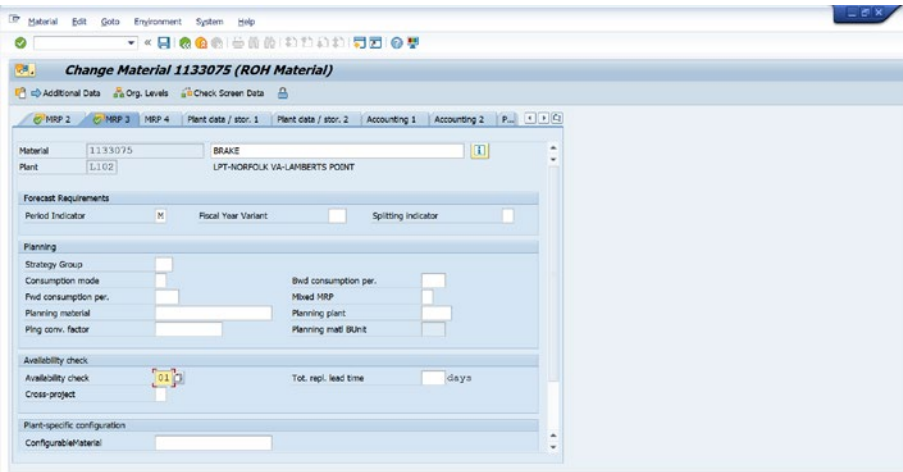 Material Edit Goto Environment System Help
Change Material 1133075 (ROH Material)
Additional Data Org. Levels Check Screen Data
MRP 2 MRP 3 MRP 4 Plant data / stor. 1 Plant data / stor. 2 Accounting 1 Accounting 2 P...
Material 1133075 BRAKE
Plant L102 LPT-NORFOLK VA-LAMBERTS POINT
Forecast Requirements
Period Indicator M Fiscal Year Variant Splitting indicator
Planning
Strategy Group
Consumption mode Bwd consumption per.
Fwd consumption per. Mixed MRP
Planning material Planning plant
Plng conv. factor Planning matl BUnit
Availability check
Availability check 01 Tot. repl. lead time days
Cross-project
Plant-specific configuration
ConfigurableMaterial